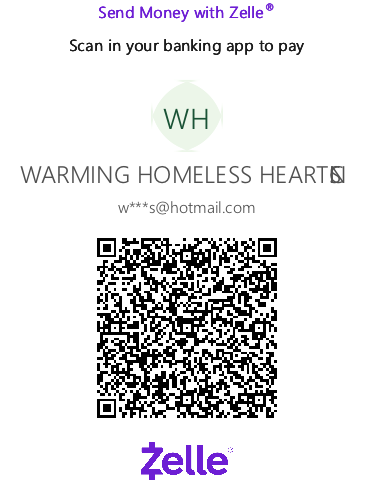 Send Money with Zelle®
Scan in your banking app to pay
WH
WARMING HOMELESS HEARTS
w***s@hotmail.com
Zelle®